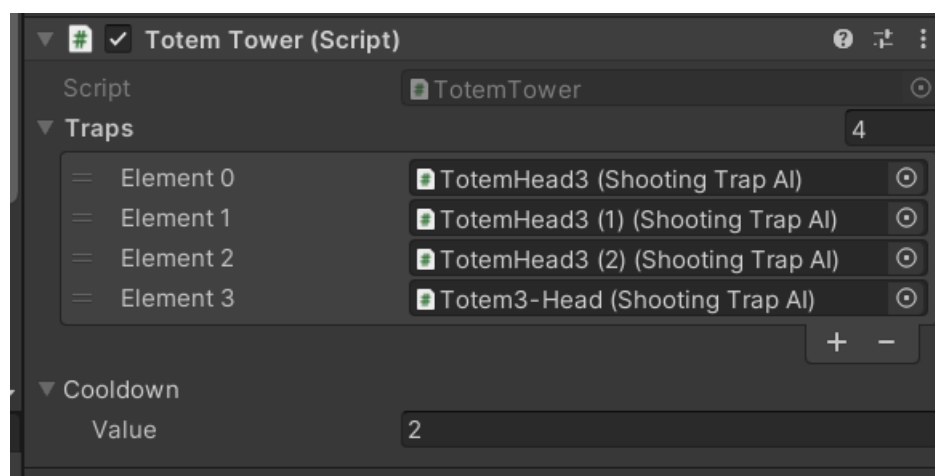 Totem Tower (Script)
Script TotemTower
Traps 4
Element 0 TotemHead3 (Shooting Trap AI)
Element 1 TotemHead3 (1) (Shooting Trap AI)
Element 2 TotemHead3 (2) (Shooting Trap AI)
Element 3 Totem3-Head (Shooting Trap AI)
+ −
Cooldown
Value 2